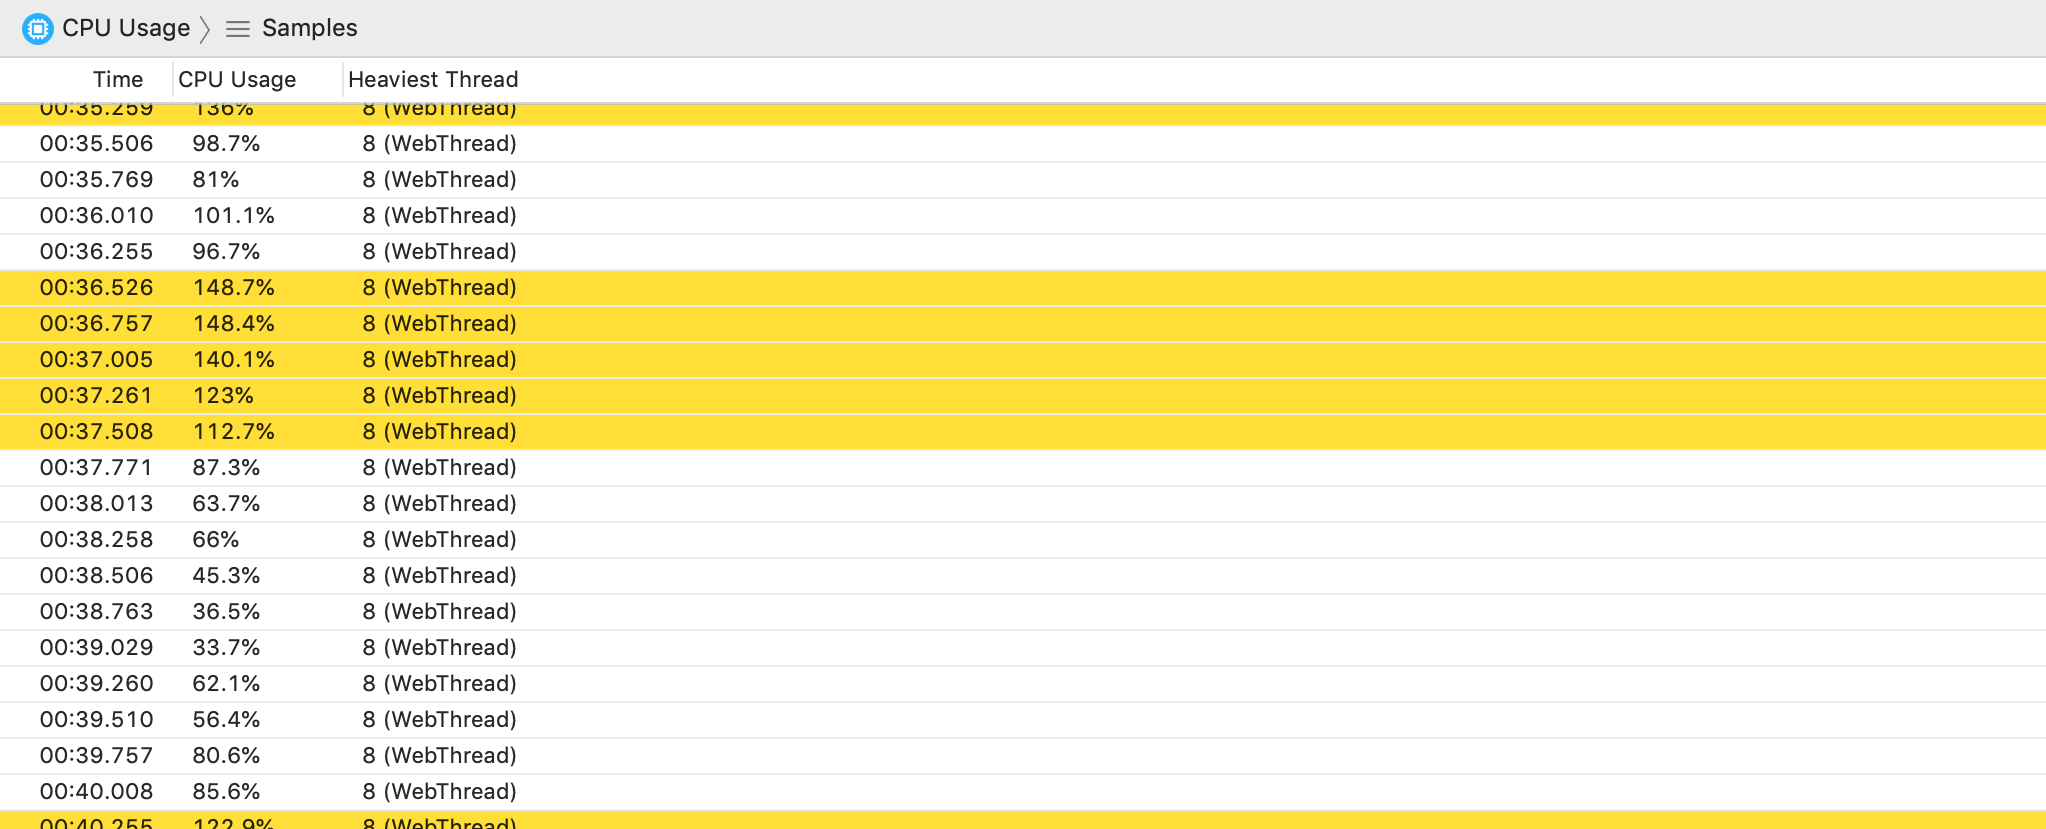 CPU Usage Samples
Time CPU Usage Heaviest Thread
00:35.259 136% 8 (WebThread)
00:35.506 98.7% 8 (WebThread)
00:35.769 81% 8 (WebThread)
00:36.010 101.1% 8 (WebThread)
00:36.255 96.7% 8 (WebThread)
00:36.526 148.7% 8 (WebThread)
00:36.757 148.4% 8 (WebThread)
00:37.005 140.1% 8 (WebThread)
00:37.261 123% 8 (WebThread)
00:37.508 112.7% 8 (WebThread)
00:37.771 87.3% 8 (WebThread)
00:38.013 63.7% 8 (WebThread)
00:38.258 66% 8 (WebThread)
00:38.506 45.3% 8 (WebThread)
00:38.763 36.5% 8 (WebThread)
00:39.029 33.7% 8 (WebThread)
00:39.260 62.1% 8 (WebThread)
00:39.510 56.4% 8 (WebThread)
00:39.757 80.6% 8 (WebThread)
00:40.008 85.6% 8 (WebThread)
00:40.255 122.9% 8 (WebThread)